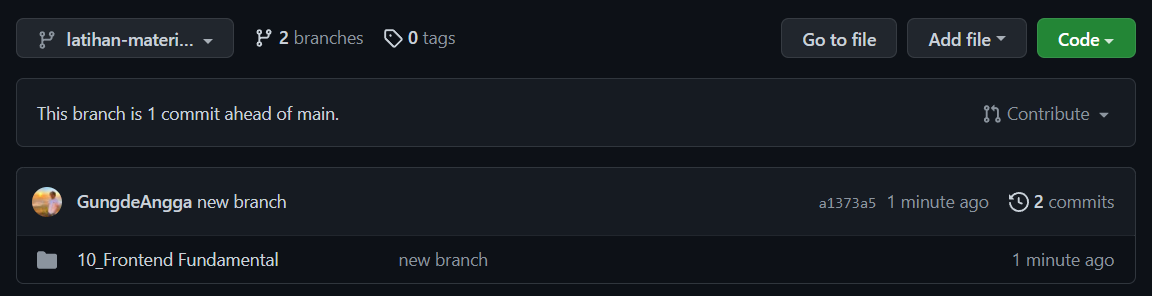 latihan-materi... 2 branches 0 tags Go to file Add file Code
This branch is 1 commit ahead of main. Contribute
GungdeAngga new branch a1373a5 1 minute ago 2 commits
10_Frontend Fundamental new branch 1 minute ago